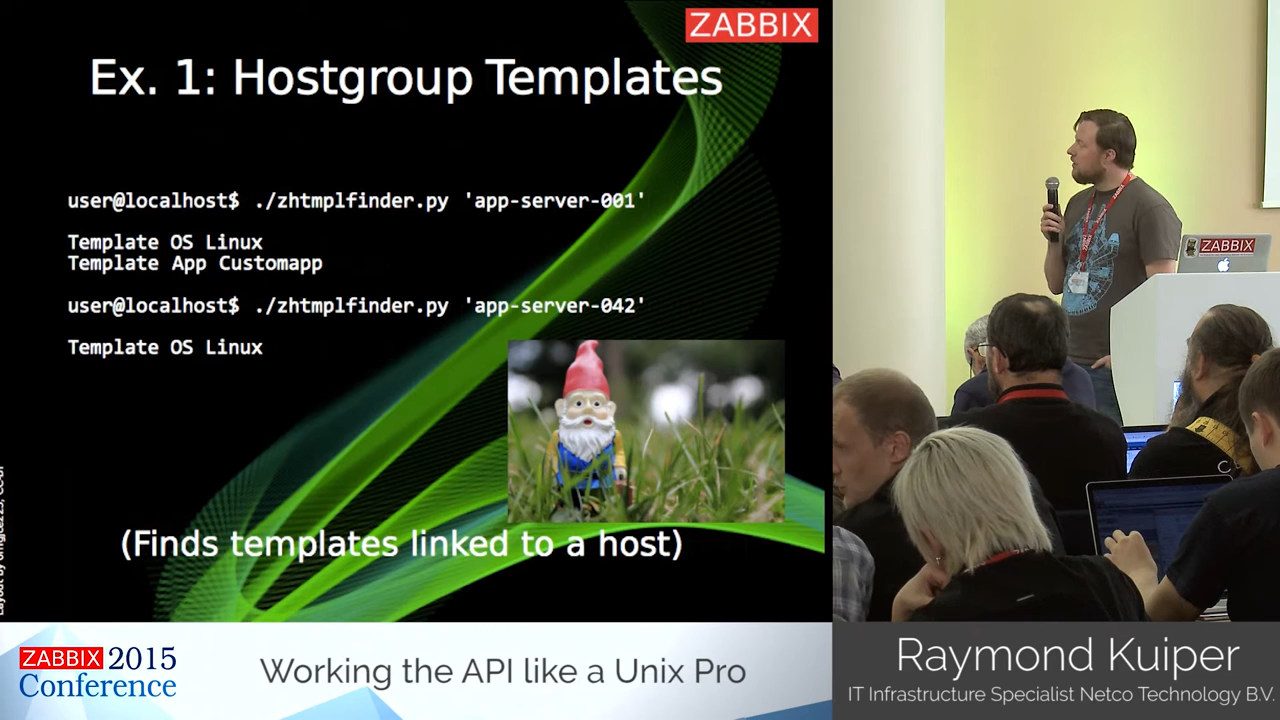 ZABBIX
Ex. 1: Hostgroup Templates
user@localhost$ ./zhtmplfinder.py 'app-server-001'
Template OS Linux
Template App Customapp
user@localhost$ ./zhtmplfinder.py 'app-server-042'
Template OS Linux
(Finds templates linked to a host)
ZABBIX
ZABBIX 2015
Conference
Working the API like a Unix Pro
Raymond Kuiper
IT Infrastructure Specialist Netco Technology B.V.